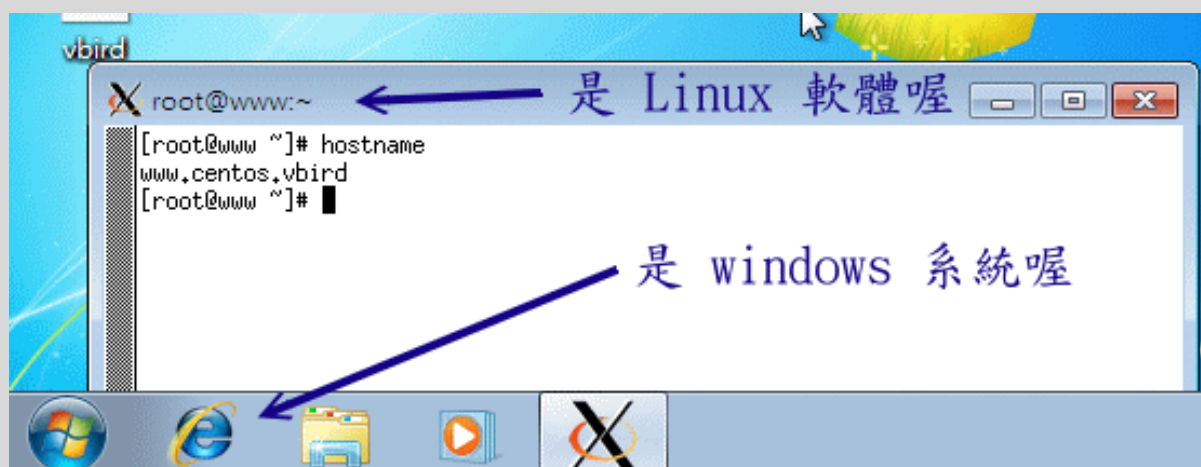 vbird
root@www:~
是 Linux 軟體喔
[root@www ~]# hostname
www.centos.vbird
[root@www ~]#
是 windows 系統喔